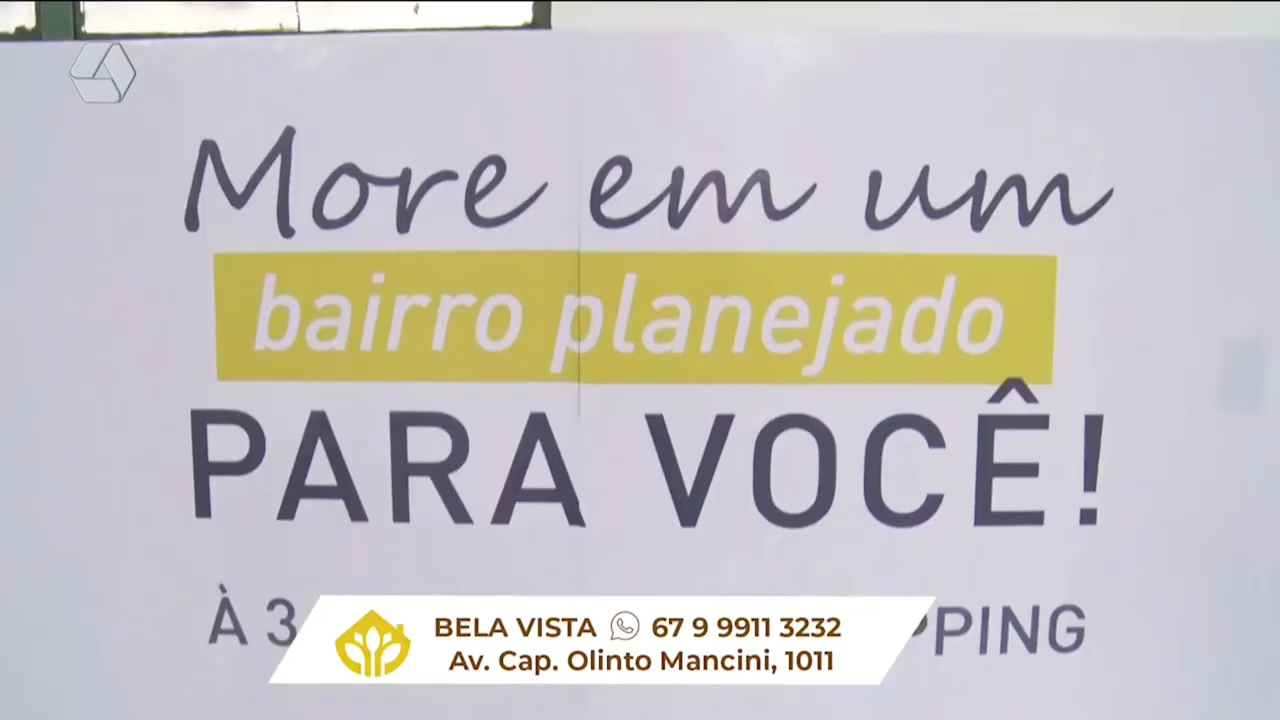 More em um
bairro planejado
PARA VOCÊ!
À 3
BELA VISTA 67 9 9911 3232
Av. Cap. Olinto Mancini, 1011